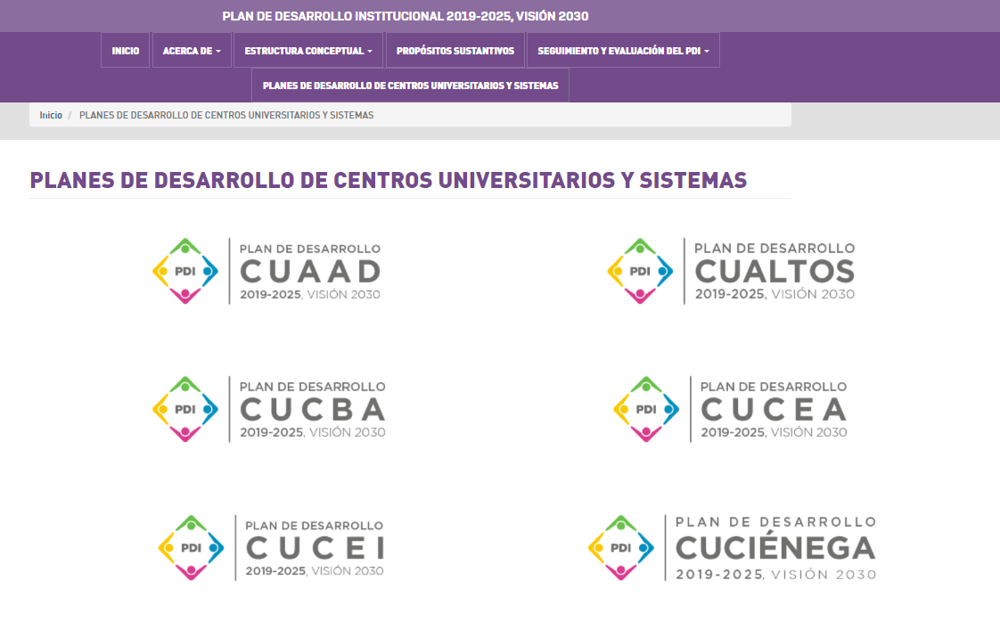 PLAN DE DESARROLLO INSTITUCIONAL 2019-2025, VISIÓN 2030
INICIO
ACERCA DE
ESTRUCTURA CONCEPTUAL
PROPÓSITOS SUSTANTIVOS
SEGUIMIENTO Y EVALUACIÓN DEL PDI
PLANES DE DESARROLLO DE CENTROS UNIVERSITARIOS Y SISTEMAS
Inicio / PLANES DE DESARROLLO DE CENTROS UNIVERSITARIOS Y SISTEMAS
PLANES DE DESARROLLO DE CENTROS UNIVERSITARIOS Y SISTEMAS
PDI
PLAN DE DESARROLLO
CUAAD
2019-2025, VISIÓN 2030
PDI
PLAN DE DESARROLLO
CUALTOS
2019-2025, VISIÓN 2030
PDI
PLAN DE DESARROLLO
CUCBA
2019-2025, VISIÓN 2030
PDI
PLAN DE DESARROLLO
CUCEA
2019-2025, VISIÓN 2030
PDI
PLAN DE DESARROLLO
CUCEI
2019-2025, VISIÓN 2030
PDI
PLAN DE DESARROLLO
CUCIÉNEGA
2019-2025, VISIÓN 2030